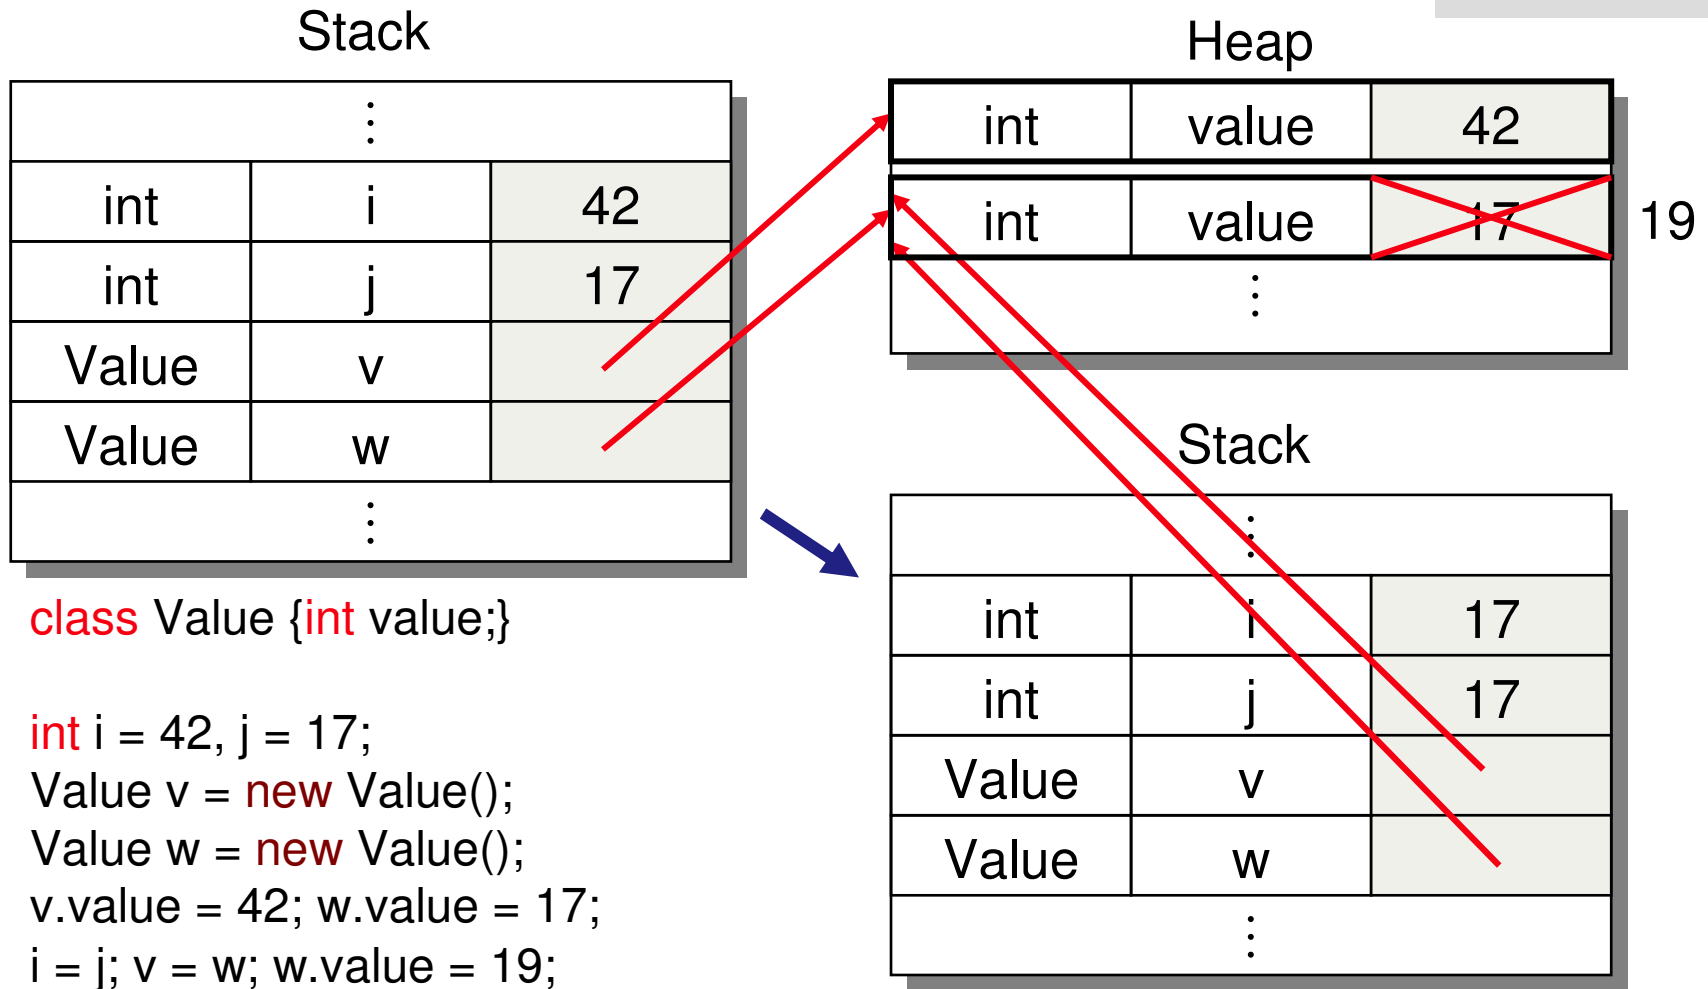 Stack
⋮
int i 42
int j 17
Value v
Value w
⋮
Heap
int value 42
int value 17 19
⋮
Stack
⋮
int i 17
int j 17
Value v
Value w
⋮
class Value {int value;}
int i = 42, j = 17;
Value v = new Value();
Value w = new Value();
v.value = 42; w.value = 17;
i = j; v = w; w.value = 19;